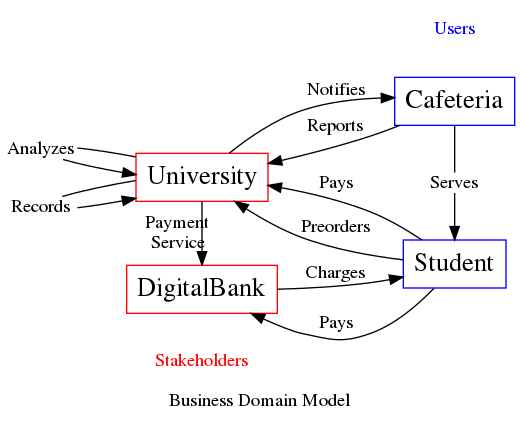 Users
Notifies
Cafeteria
Reports
Analyzes
University
Pays
Serves
Records
Payment
Service
Preorders
Student
Charges
DigitalBank
Pays
Stakeholders
Business Domain Model